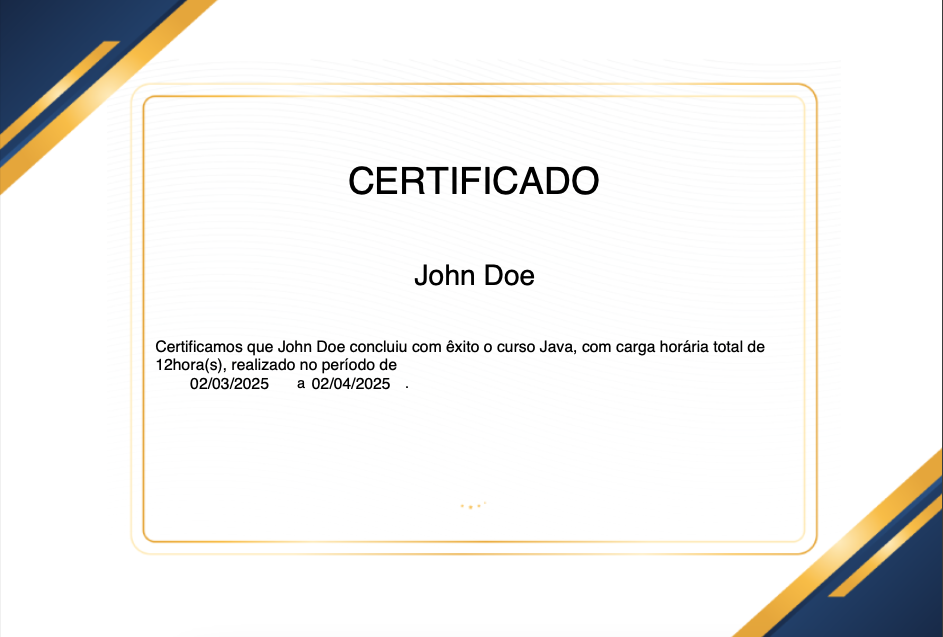 CERTIFICADO
John Doe
Certificamos que John Doe concluiu com êxito o curso Java, com carga horária total de
12hora(s), realizado no período de
02/03/2025 a 02/04/2025 .